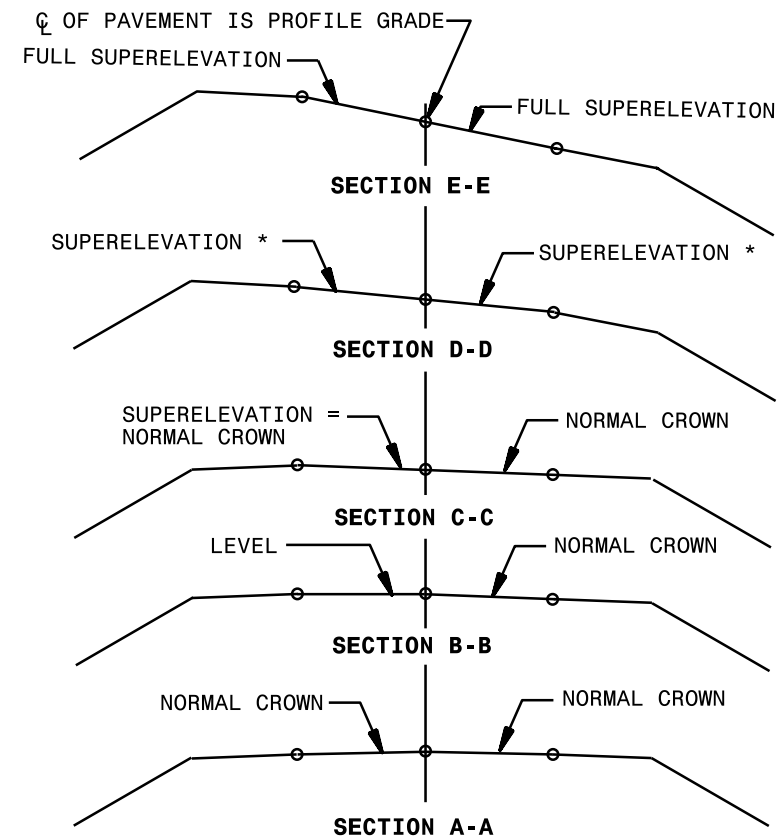 ℄ OF PAVEMENT IS PROFILE GRADE
FULL SUPERELEVATION
FULL SUPERELEVATION
SECTION E-E
SUPERELEVATION *
SUPERELEVATION *
SECTION D-D
SUPERELEVATION =
NORMAL CROWN
NORMAL CROWN
SECTION C-C
LEVEL
NORMAL CROWN
SECTION B-B
NORMAL CROWN
NORMAL CROWN
SECTION A-A